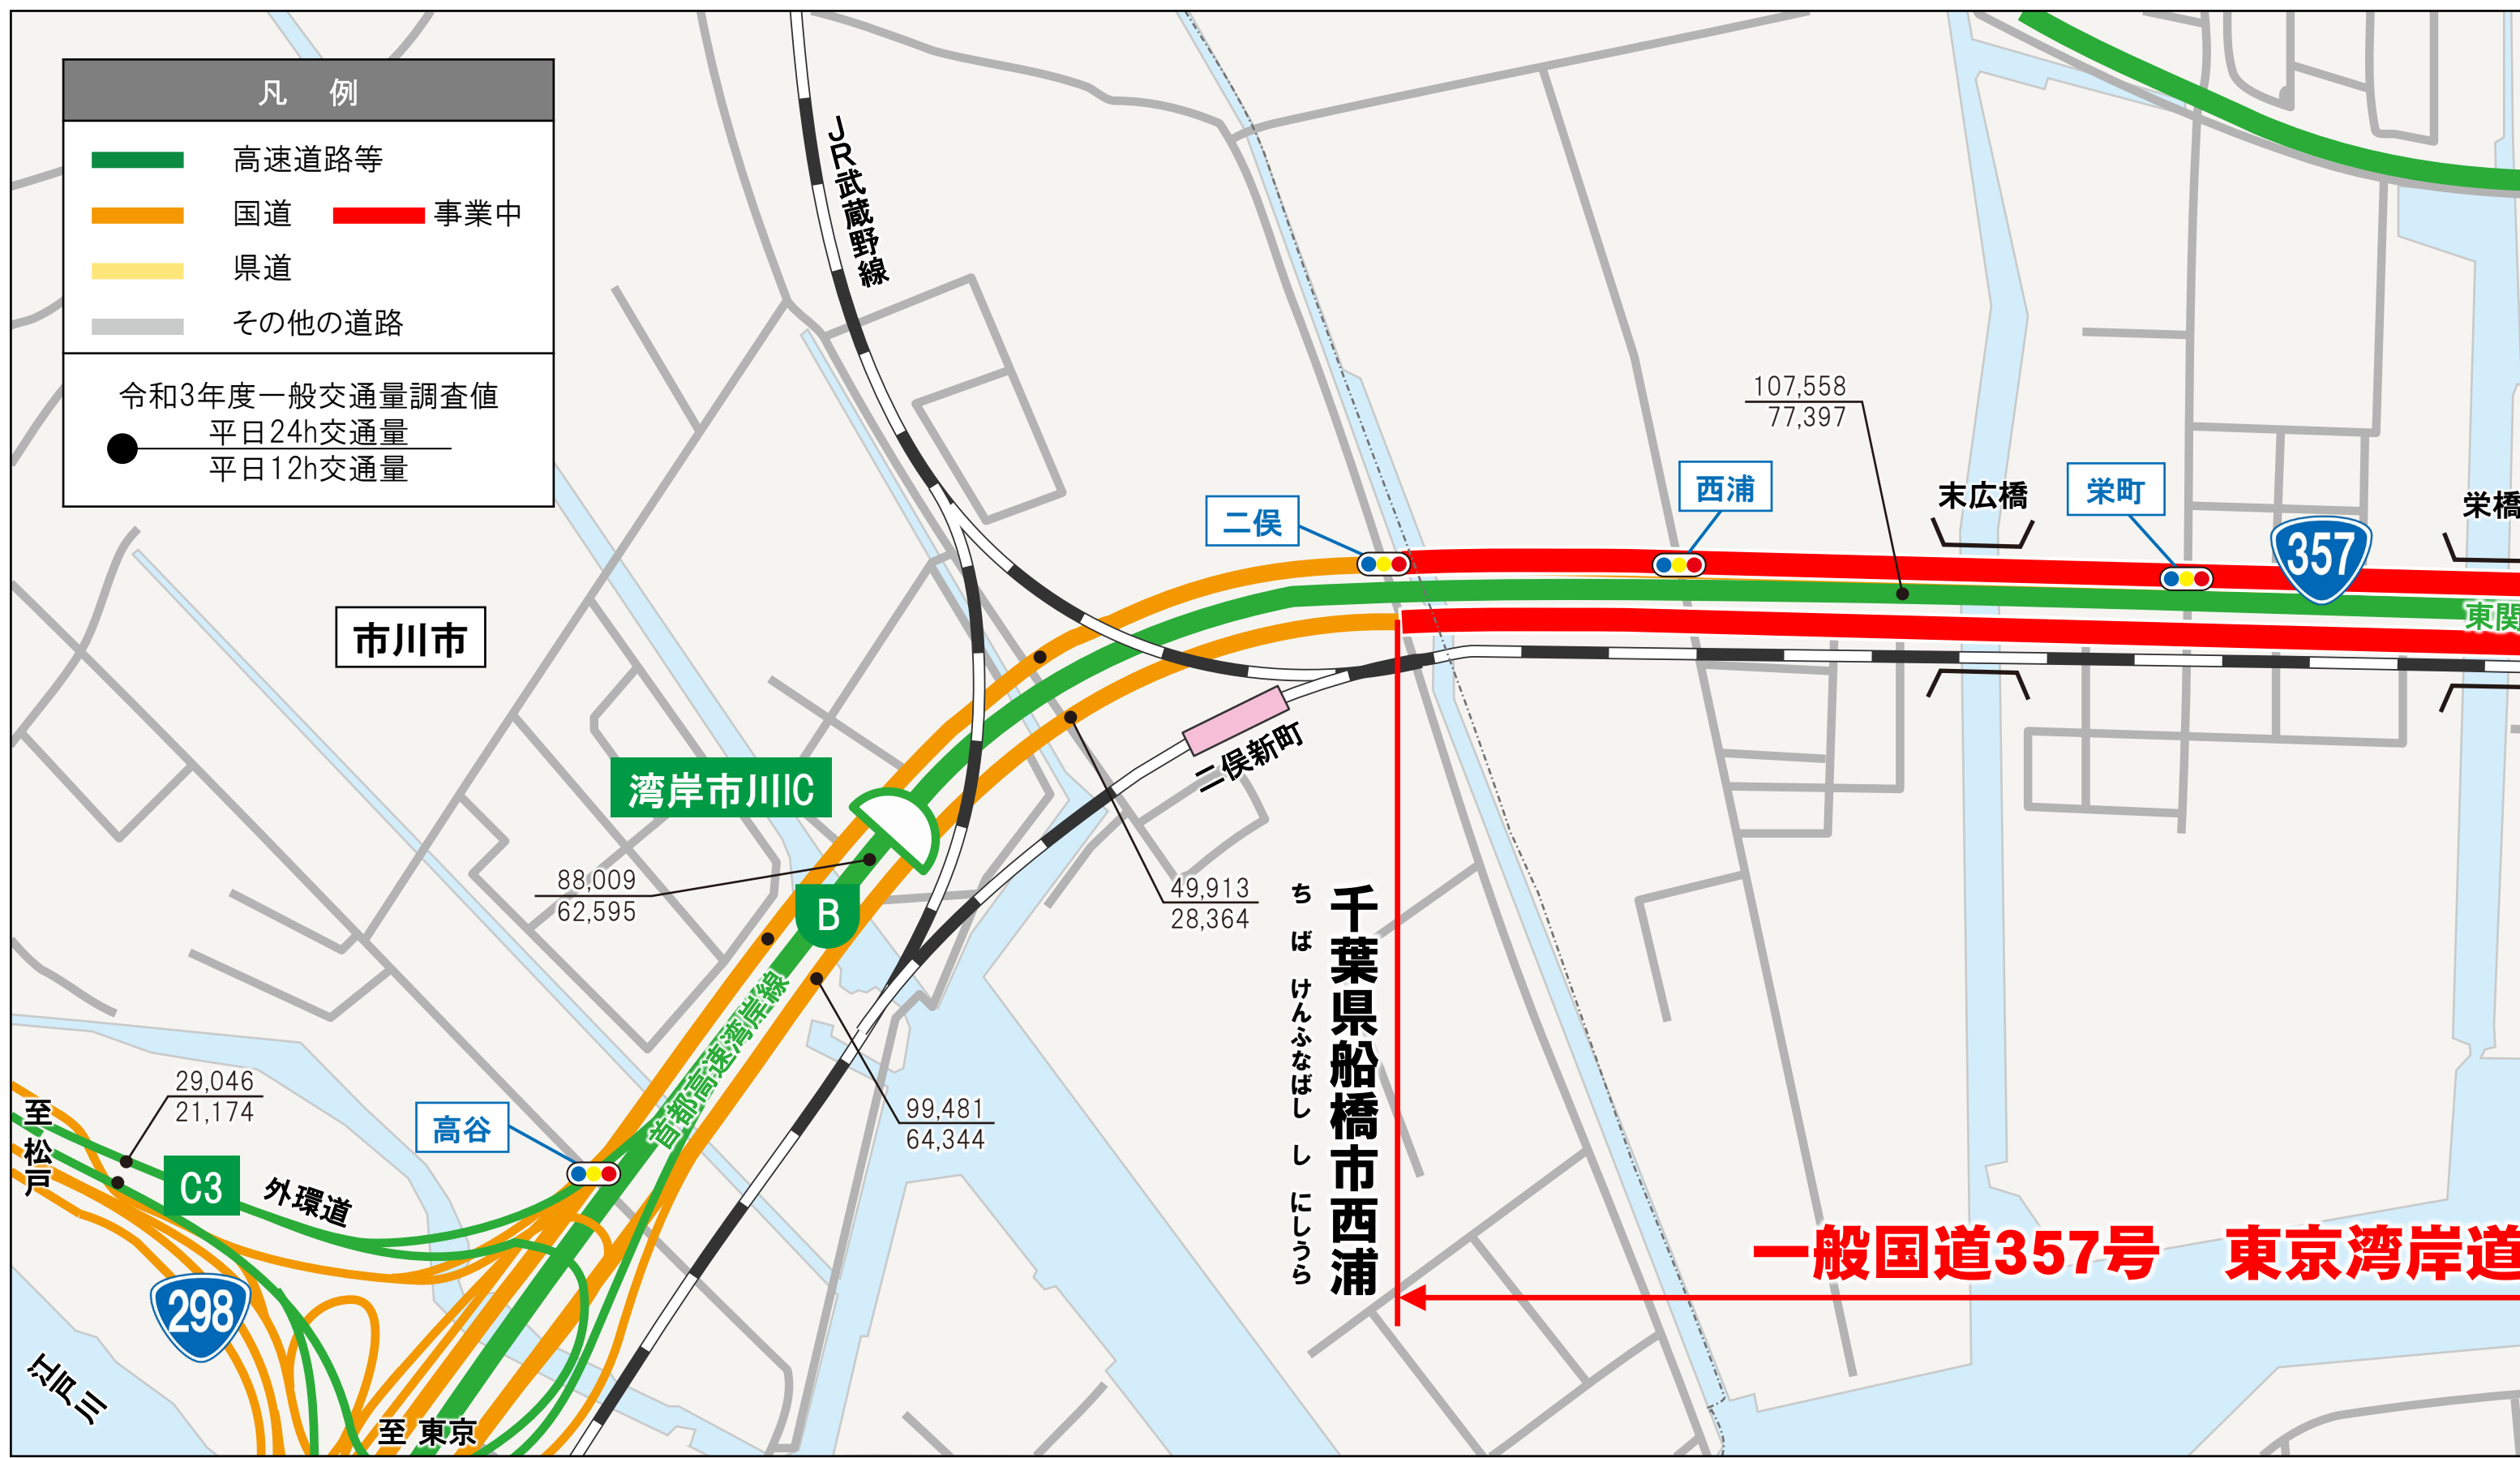 凡 例
高速道路等
国道
事業中
県道
その他の道路
令和3年度一般交通量調査値
平日24h交通量
平日12h交通量
JR武蔵野線
107,558
77,397
西浦
末広橋
栄町
栄橋
二俣
357
東関
市川市
二俣新町
湾岸市川IC
88,009
62,595
B
49,913
28,364
首都高速湾岸線
千葉県船橋市西浦
ちばけんふなばし し にしうら
29,046
21,174
至 松戸
99,481
64,344
高谷
C3
外環道
一般国道357号 東京湾岸道
298
江戸川
至 東京